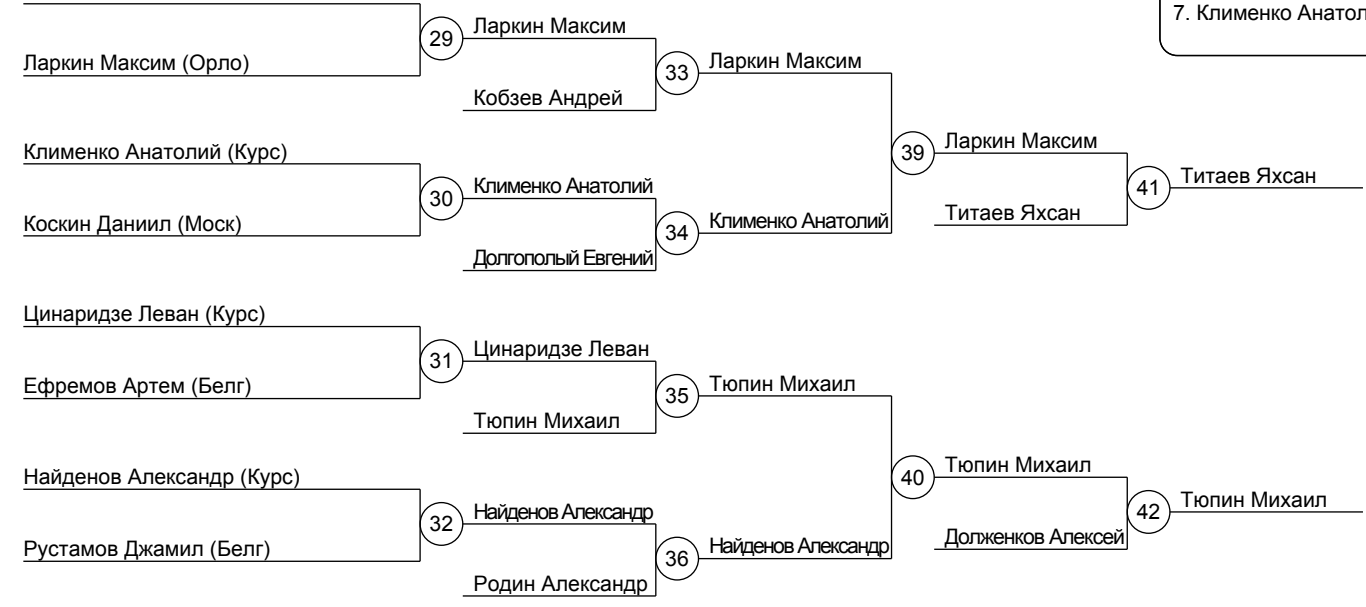 7. Клименко Анатол
Ларкин Максим
29
Ларкин Максим (Орло)
Ларкин Максим
33
Кобзев Андрей
Ларкин Максим
39
Клименко Анатолий (Курс)
Титаев Яхсан
41
Клименко Анатолий
30
Титаев Яхсан
Коскин Даниил (Моск)
Клименко Анатолий
34
Долгополый Евгений
Цинаридзе Леван (Курс)
Цинаридзе Леван
31
Ефремов Артем (Белг)
Тюпин Михаил
35
Тюпин Михаил
Тюпин Михаил
Найденов Александр (Курс)
40
Тюпин Михаил
Найденов Александр
42
32
Долженков Алексей
Найденов Александр
Рустамов Джамил (Белг)
36
Родин Александр